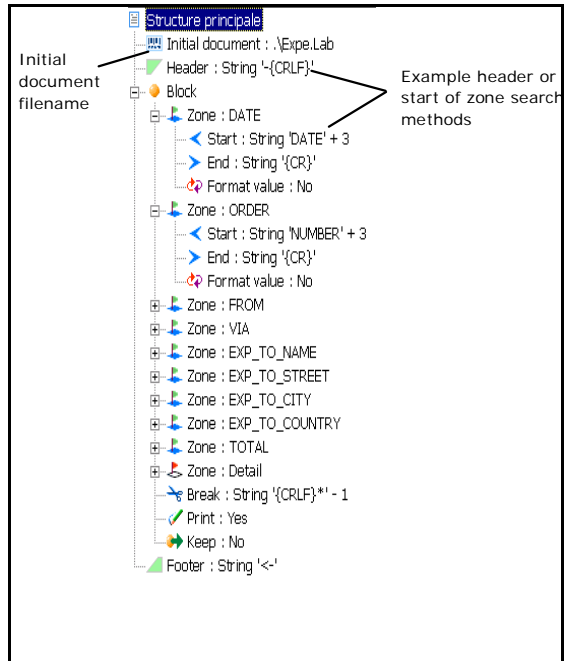 Structure principale
Initial document : .\Expe.Lab
Header : String '-{CRLF}'
Initial
document
filename
Example header or
start of zone search
methods
Block
Zone : DATE
Start : String 'DATE' + 3
End : String '{CR}'
Format value : No
Zone : ORDER
Start : String 'NUMBER' + 3
End : String '{CR}'
Format value : No
Zone : FROM
Zone : VIA
Zone : EXP_TO_NAME
Zone : EXP_TO_STREET
Zone : EXP_TO_CITY
Zone : EXP_TO_COUNTRY
Zone : TOTAL
Zone : Detail
Break : String '{CRLF}*' - 1
Print : Yes
Keep : No
Footer : String '<-'